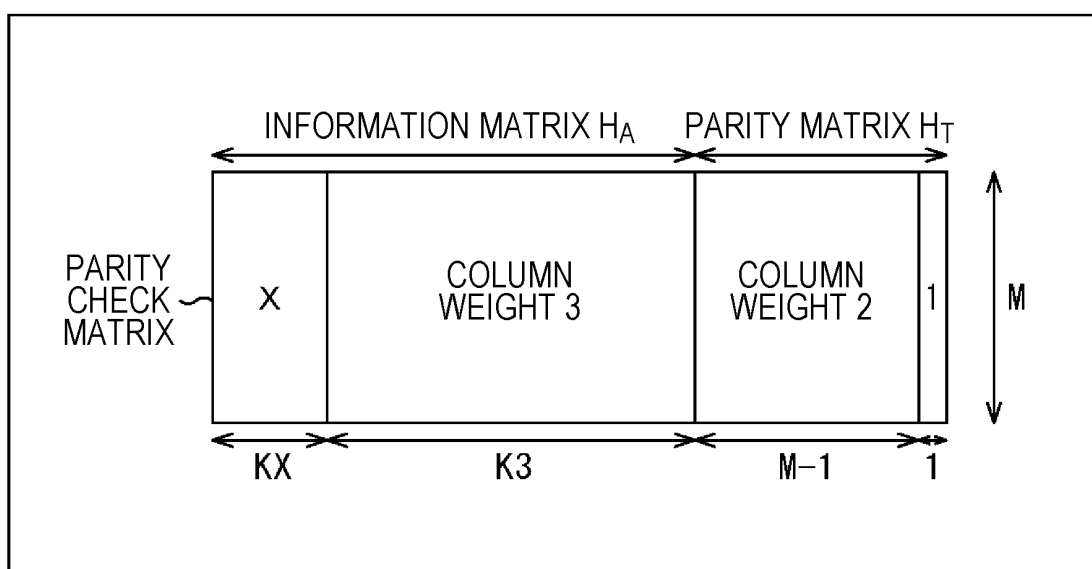 INFORMATION MATRIX HA PARITY MATRIX HT
PARITY
CHECK
MATRIX
X
COLUMN
WEIGHT 3
COLUMN
WEIGHT 2
1
M
KX K3 M-1 1